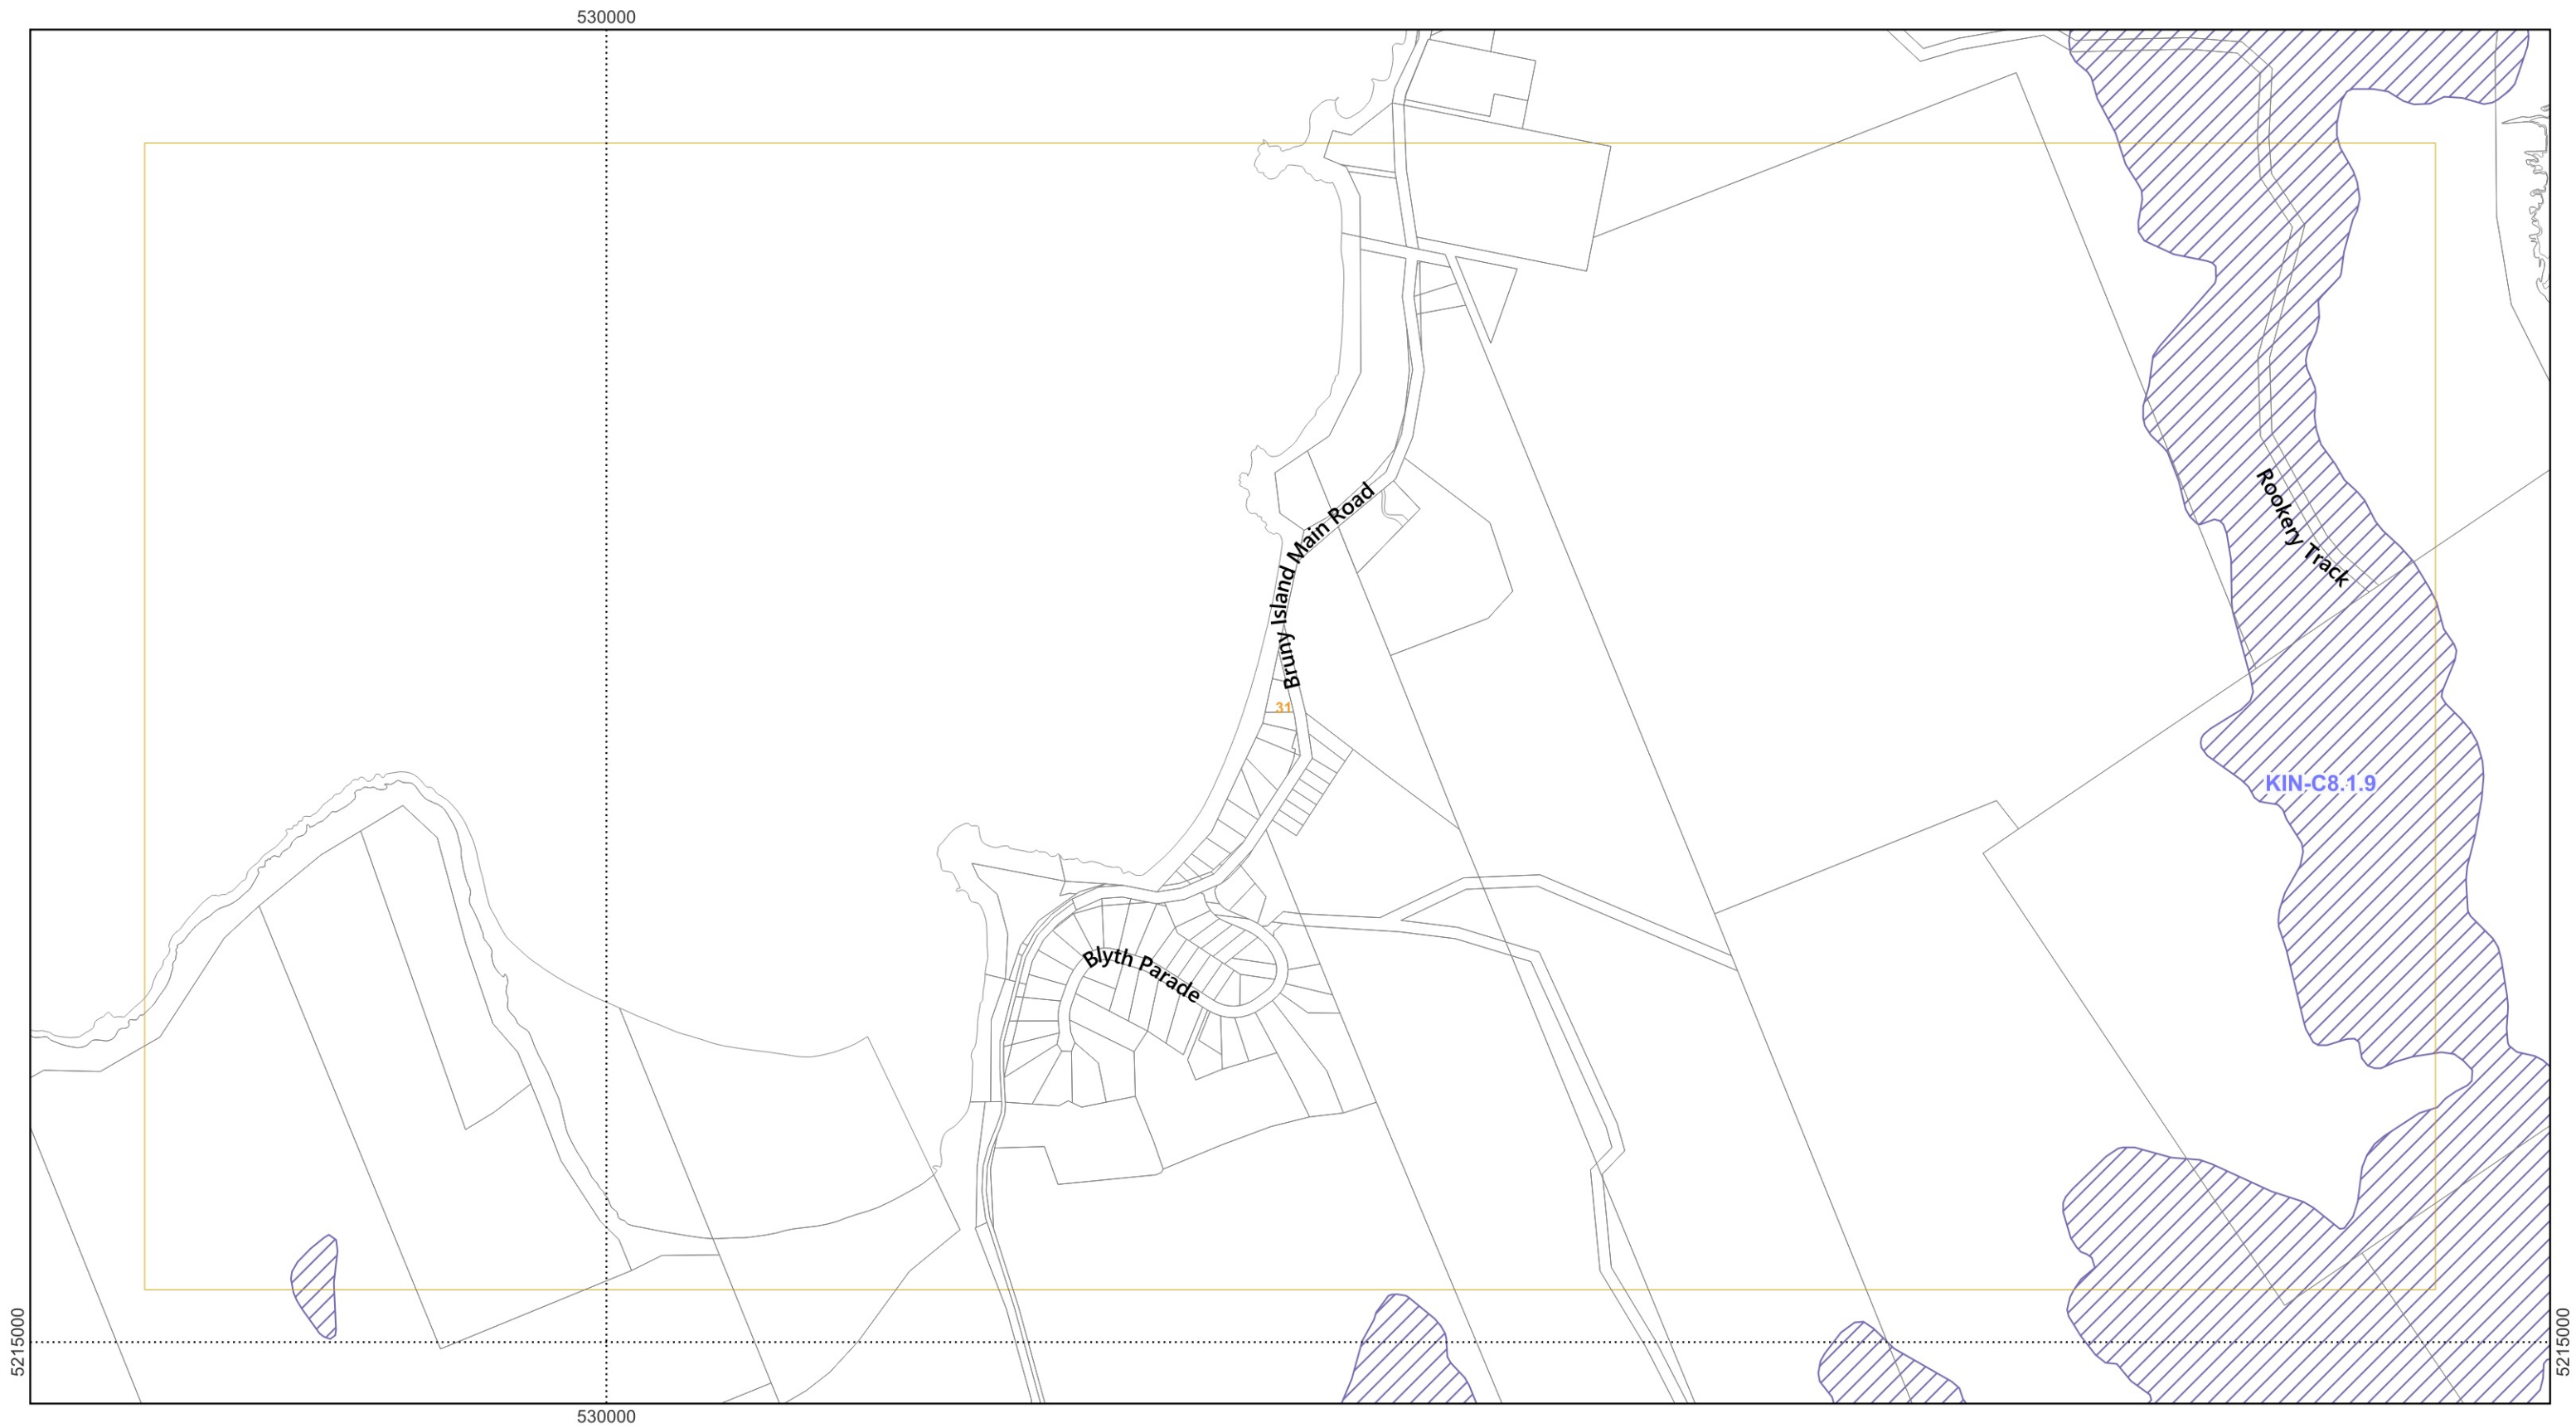 530000
Rookery Track
Bruny Island Main Road
31
KIN-C8.1.9
Blyth Parade
5215000
5215000
530000